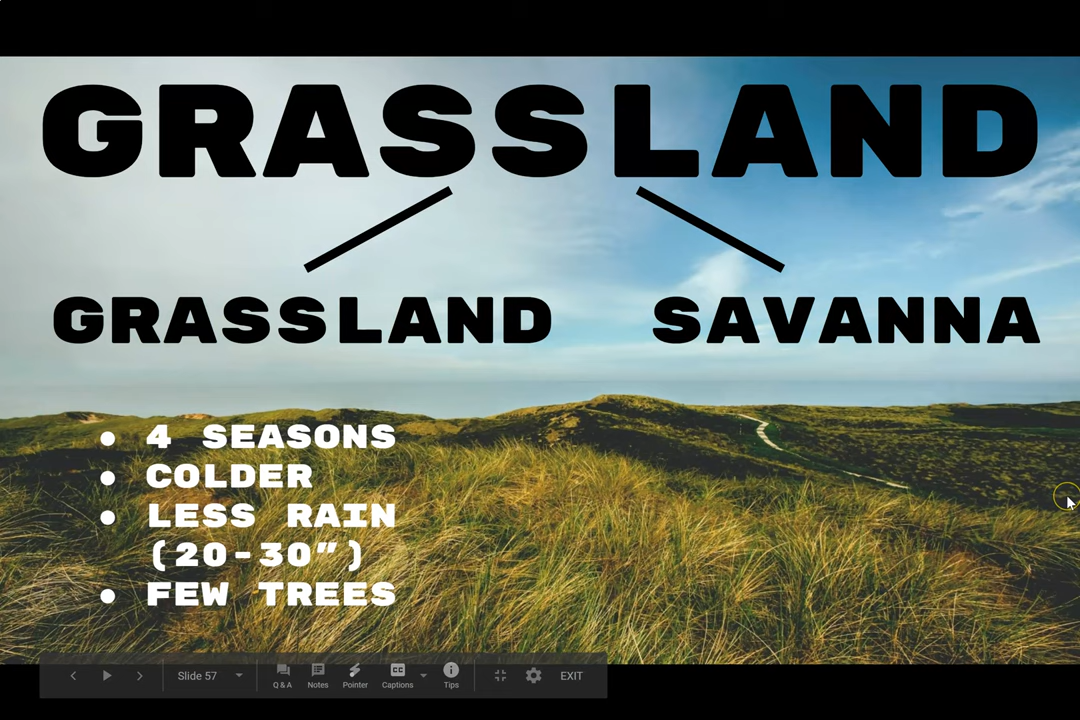 GRASSLAND
GRASSLAND SAVANNA
● 4 SEASONS
● COLDER
● LESS RAIN
(20-30”)
● FEW TREES
Slide 57
Q & A Notes Pointer Captions Tips EXIT
CC